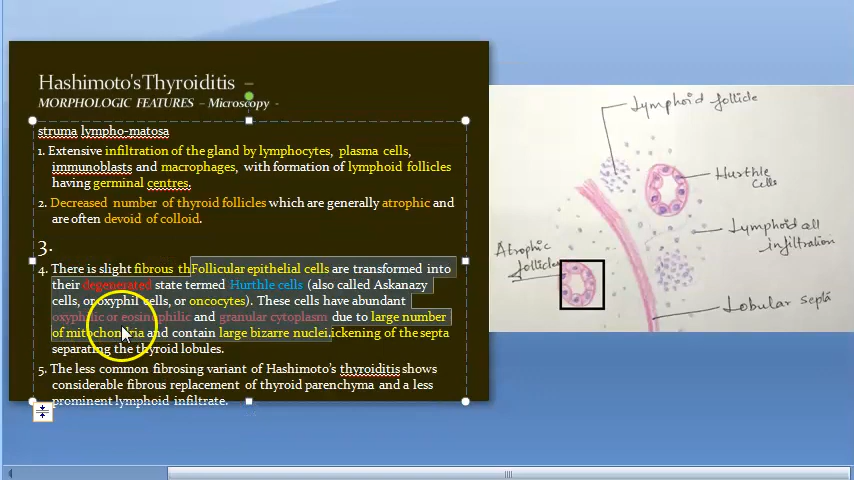 Hashimoto's Thyroiditis –
MORPHOLOGIC FEATURES – Microscopy -
struma lympho-matosa
1. Extensive infiltration of the gland by lymphocytes, plasma cells,
immunoblasts and macrophages, with formation of lymphoid follicles
having germinal centres.
2. Decreased number of thyroid follicles which are generally atrophic and
are often devoid of colloid.
3.
4. There is slight fibrous thFollicular epithelial cells are transformed into
their degenerated state termed Hurthle cells (also called Askanazy
cells, or oxyphil cells, or oncocytes). These cells have abundant
oxyphilic or eosinophilic and granular cytoplasm due to large number
of mitochondria and contain large bizarre nuclei.ickening of the septa
separating the thyroid lobules.
5. The less common fibrosing variant of Hashimoto's thyroiditis shows
considerable fibrous replacement of thyroid parenchyma and a less
prominent lymphoid infiltrate.
Lymphoid follicle
Hurthle
Cells
Lymphoid cell
infiltration
Atrophic
follicles
Lobular septa